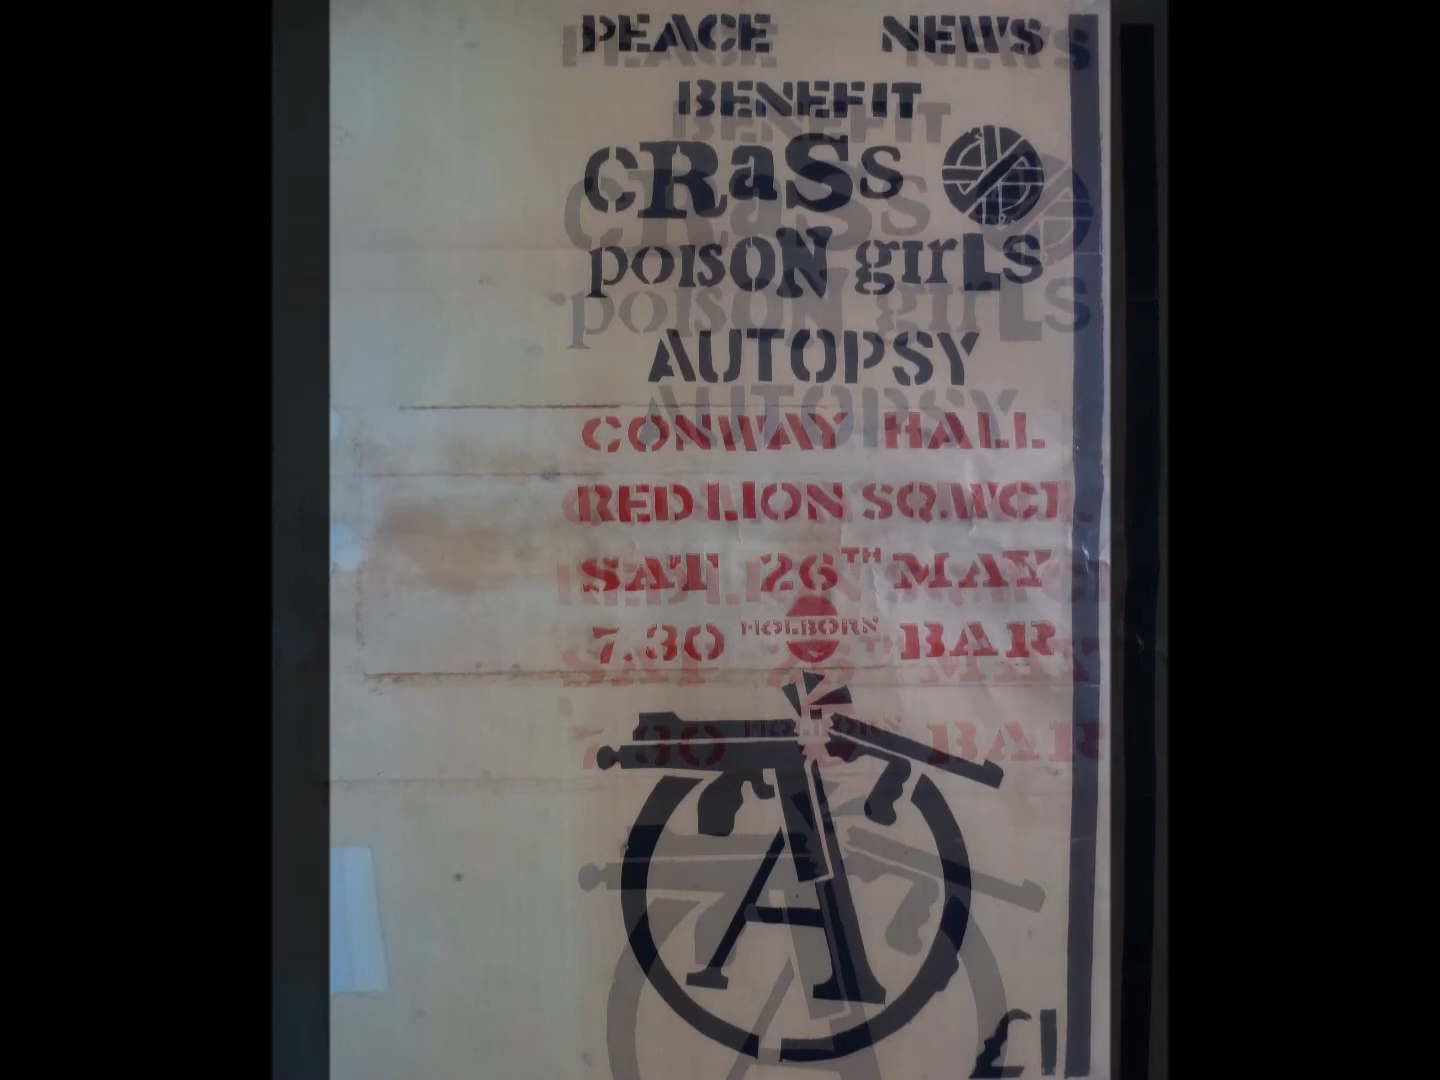 PEACE NEWS
BENEFIT
CRaSS
poisON girLS
AUTOPSY
CONWAY HALL
RED LION SQ. WC1.
SAT 26TH MAY
7.30 HOLBORN BAR
A
£1